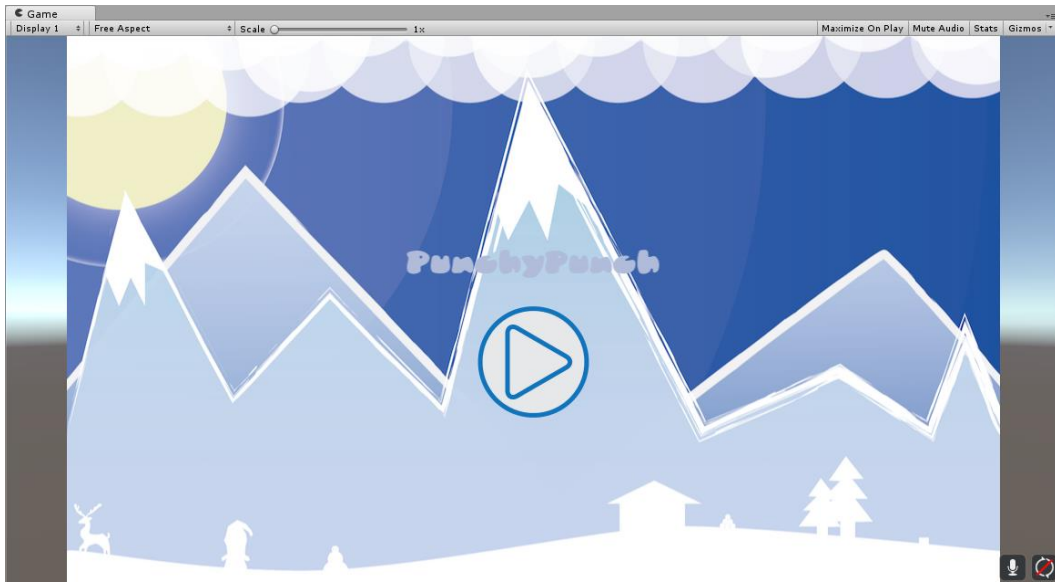 Game
Display 1 Free Aspect Scale 1x Maximize On Play Mute Audio Stats Gizmos
PunchyPunch